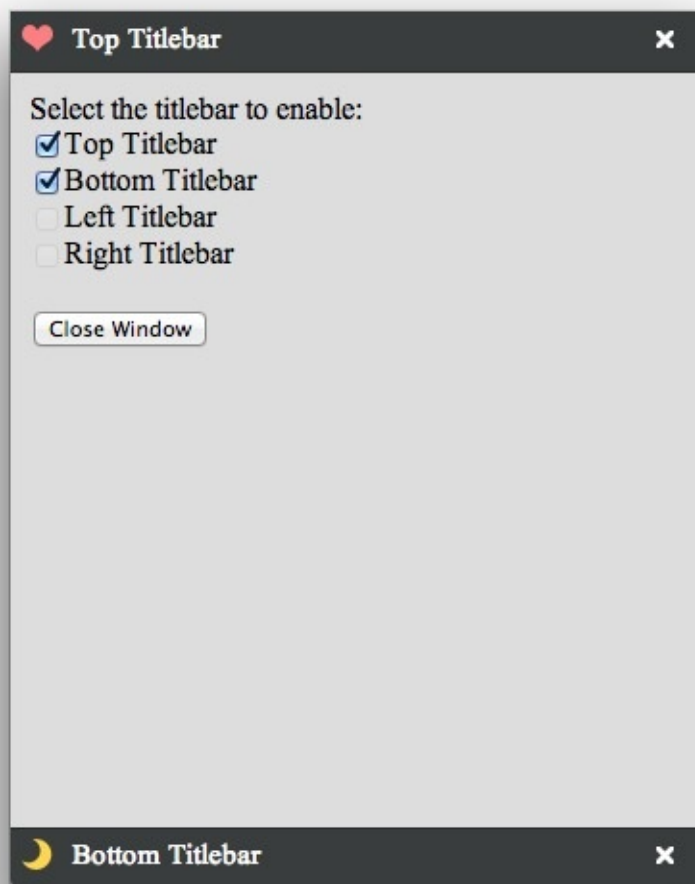 Top Titlebar
Select the titlebar to enable:
Top Titlebar
Bottom Titlebar
Left Titlebar
Right Titlebar
Close Window
Bottom Titlebar